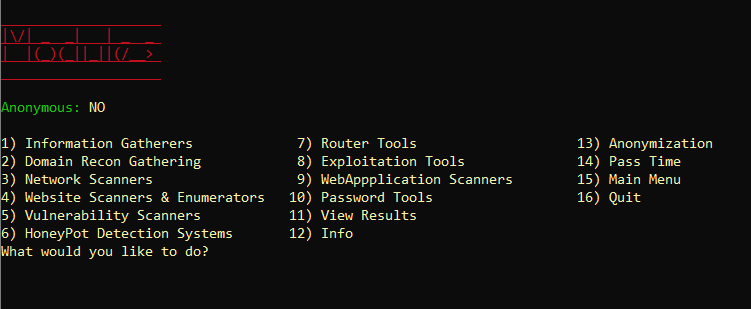 Modules
Anonymous: NO
1) Information Gatherers 7) Router Tools 13) Anonymization
2) Domain Recon Gathering 8) Exploitation Tools 14) Pass Time
3) Network Scanners 9) WebAppplication Scanners 15) Main Menu
4) Website Scanners & Enumerators 10) Password Tools 16) Quit
5) Vulnerability Scanners 11) View Results
6) HoneyPot Detection Systems 12) Info
What would you like to do?